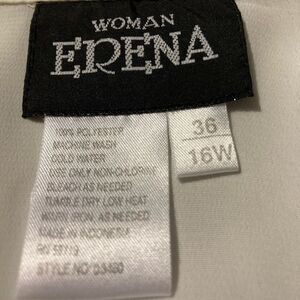 WOMAN
ERENA
36
16W
100% POLYESTER
MACHINE WASH
COLD WATER
USE ONLY NON-CHLORINE
BLEACH AS NEEDED
TUMBLE DRY LOW HEAT
WARM IRON AS NEEDED
MADE IN INDONESIA
STYLE NO